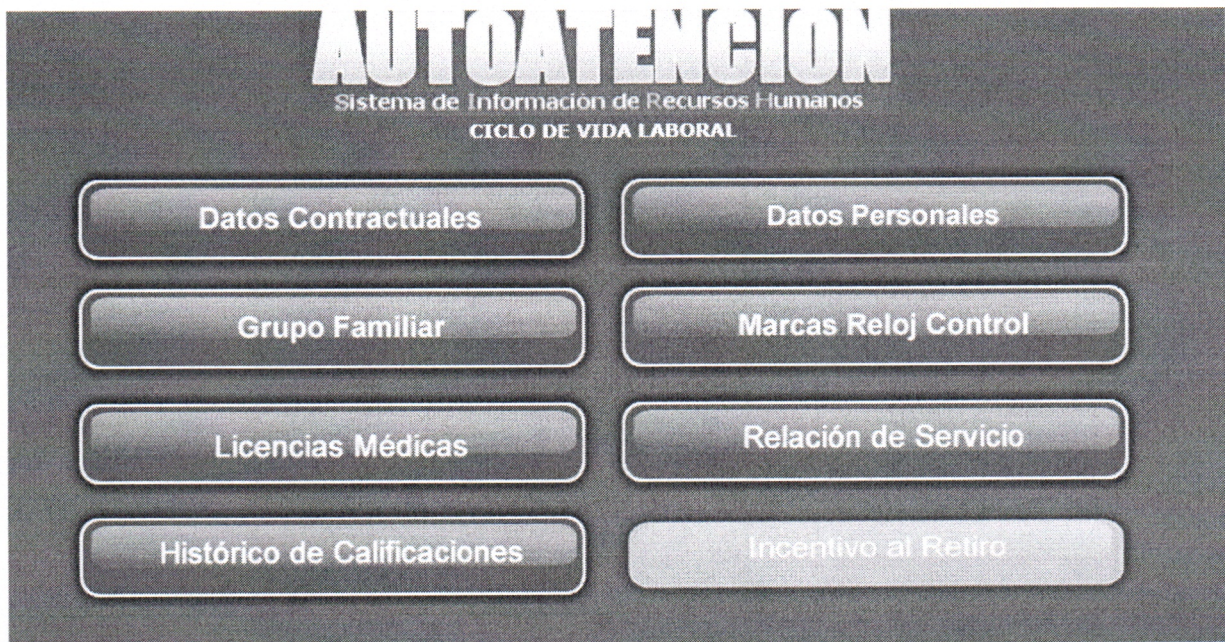 AUTOATENCION
Sistema de Información de Recursos Humanos
CICLO DE VIDA LABORAL
Datos Contractuales
Datos Personales
Grupo Familiar
Marcas Reloj Control
Licencias Médicas
Relación de Servicio
Histórico de Calificaciones
Incentivo al Retiro